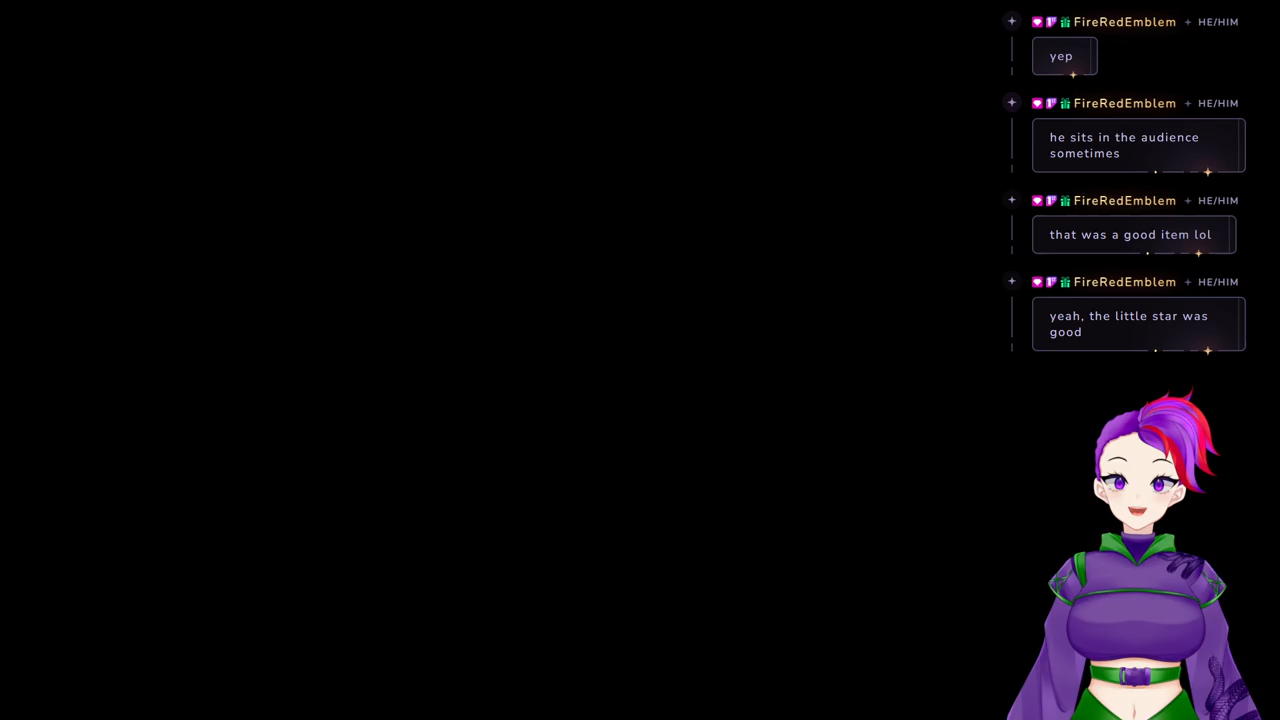 FireRedEmblem HE/HIM
yep
FireRedEmblem HE/HIM
he sits in the audience
sometimes
FireRedEmblem HE/HIM
that was a good item lol
FireRedEmblem HE/HIM
yeah, the little star was
good